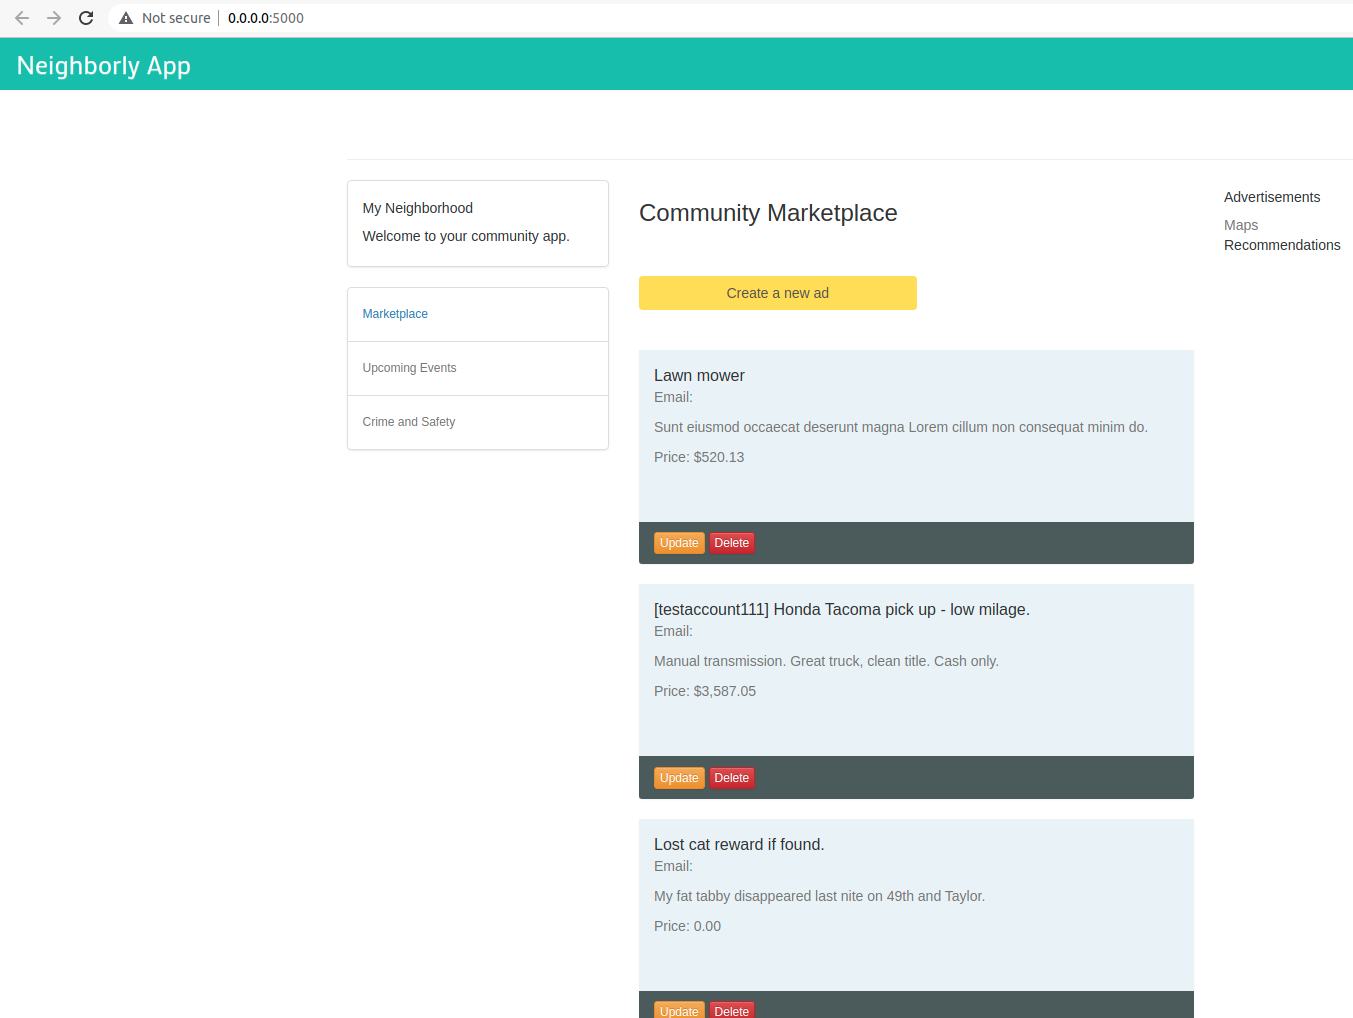 Not secure | 0.0.0.0:5000
Neighborly App
My Neighborhood
Welcome to your community app.
Marketplace
Upcoming Events
Crime and Safety
Community Marketplace
Create a new ad
Lawn mower
Email:
Sunt eiusmod occaecat deserunt magna Lorem cillum non consequat minim do.
Price: $520.13
Update Delete
[testaccount111] Honda Tacoma pick up - low milage.
Email:
Manual transmission. Great truck, clean title. Cash only.
Price: $3,587.05
Update Delete
Lost cat reward if found.
Email:
My fat tabby disappeared last nite on 49th and Taylor.
Price: 0.00
Update Delete
Advertisements
Maps
Recommendations